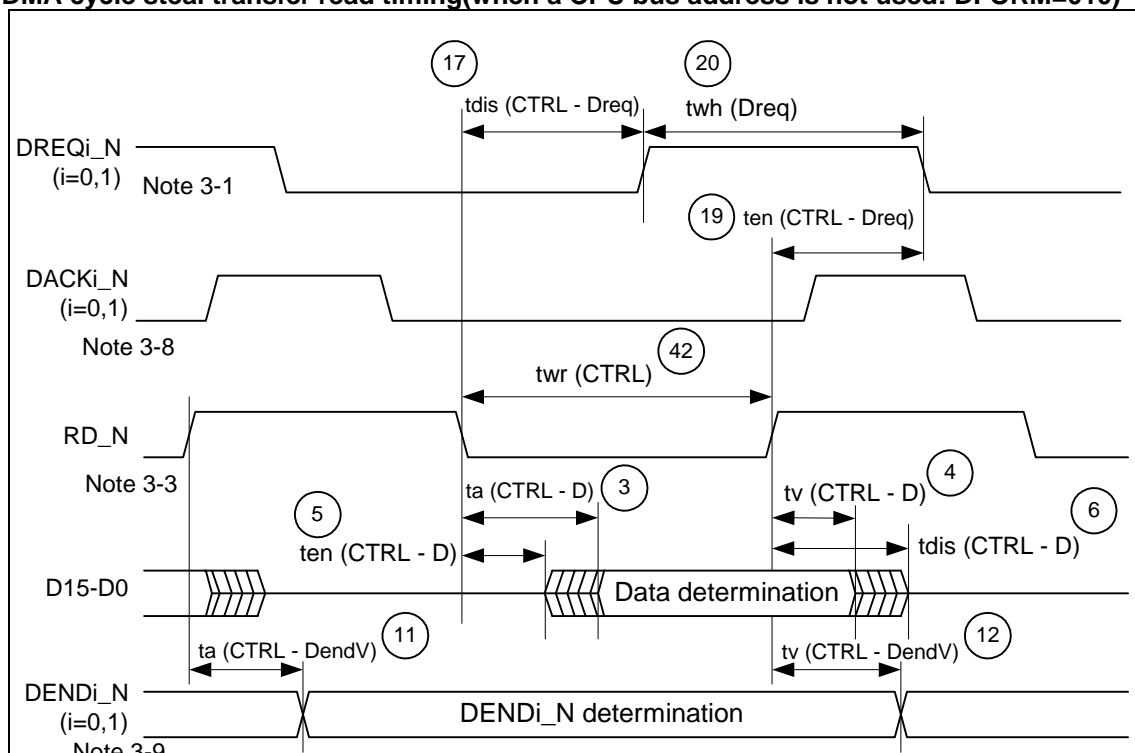 DMA cycle steal transfer read timing(when a CPU bus address is not used: DFORM=010)
17
20
tdis (CTRL - Dreq)
twh (Dreq)
DREQi_N
(i=0,1)
Note 3-1
19
ten (CTRL - Dreq)
DACKi_N
(i=0,1)
Note 3-8
42
twr (CTRL)
RD_N
Note 3-3
ta (CTRL - D)
3
tv (CTRL - D)
4
5
ten (CTRL - D)
6
tdis (CTRL - D)
D15-D0
Data determination
ta (CTRL - DendV)
11
tv (CTRL - DendV)
12
DENDi_N
(i=0,1)
DENDi_N determination
Note 3-9